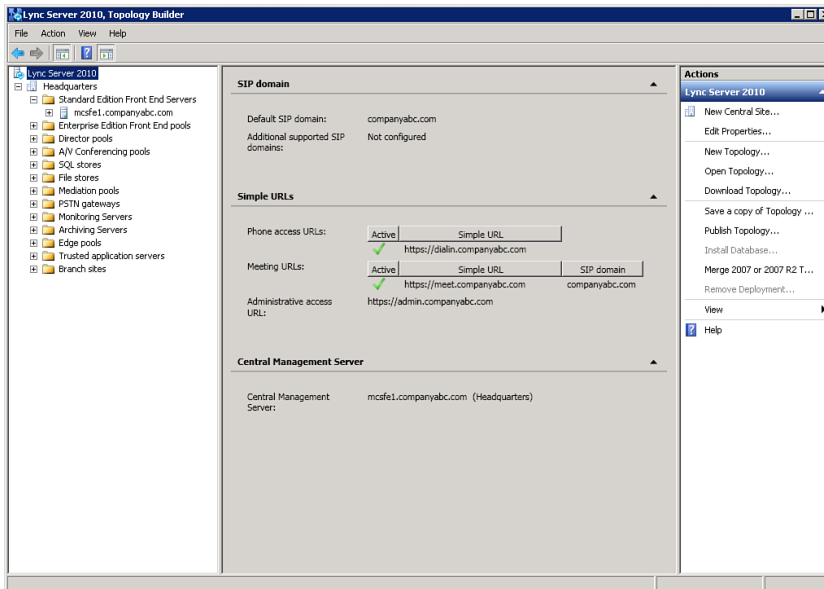 Lync Server 2010, Topology Builder
File Action View Help
Lync Server 2010
Headquarters
Standard Edition Front End Servers
mcsfe1.companyabc.com
Enterprise Edition Front End pools
Director pools
A/V Conferencing pools
SQL stores
File stores
Mediation pools
PSTN gateways
Monitoring Servers
Archiving Servers
Edge pools
Trusted application servers
Branch sites
SIP domain
Default SIP domain: companyabc.com
Additional supported SIP Not configured
domains:
Simple URLs
Phone access URLs: Active Simple URL
https://dialin.companyabc.com
Meeting URLs: Active Simple URL SIP domain
https://meet.companyabc.com companyabc.com
Administrative access https://admin.companyabc.com
URL:
Central Management Server
Central Management mcsfe1.companyabc.com (Headquarters)
Server:
Actions
Lync Server 2010
New Central Site...
Edit Properties...
New Topology...
Open Topology...
Download Topology...
Save a copy of Topology ...
Publish Topology...
Install Database...
Merge 2007 or 2007 R2 T...
Remove Deployment...
View
Help